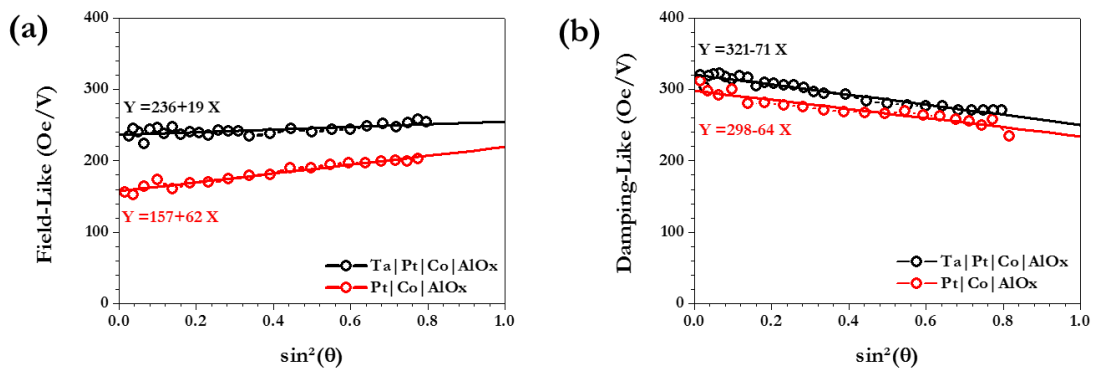 (a)
400
300
200
100
0
Field-Like (Oe/V)
Y =236+19 X
Y =157+62 X
Ta|Pt|Co|AlOx
Pt|Co|AlOx
0.0 0.2 0.4 0.6 0.8 1.0
sin²(θ)
(b)
400
300
200
100
0
Damping-Like (Oe/V)
Y =321-71 X
Y =298-64 X
Ta|Pt|Co|AlOx
Pt|Co|AlOx
0.0 0.2 0.4 0.6 0.8 1.0
sin²(θ)